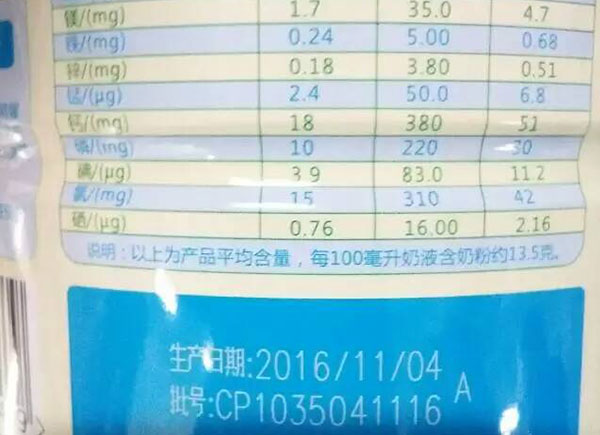 镁/(mg) 1.7 35.0 4.7
铁/(mg) 0.24 5.00 0.68
锌/(mg) 0.18 3.80 0.51
锰/(μg) 2.4 50.0 6.8
钙/(mg) 18 380 51
磷/(mg) 10 220 30
碘/(μg) 3.9 83.0 11.2
氯/(mg) 15 310 42
硒/(μg) 0.76 16.00 2.16
说明：以上为产品平均含量，每100毫升奶液含奶粉约13.5克。
生产日期:2016/11/04
批号:CP1035041116 A